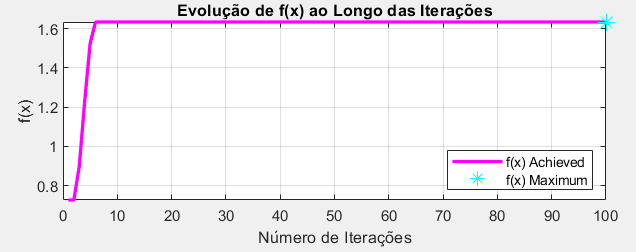 Evolução de f(x) ao Longo das Iterações
1.6
1.4
1.2
1
0.8
f(x)
0 10 20 30 40 50 60 70 80 90 100
Número de Iterações
f(x) Achieved
f(x) Maximum